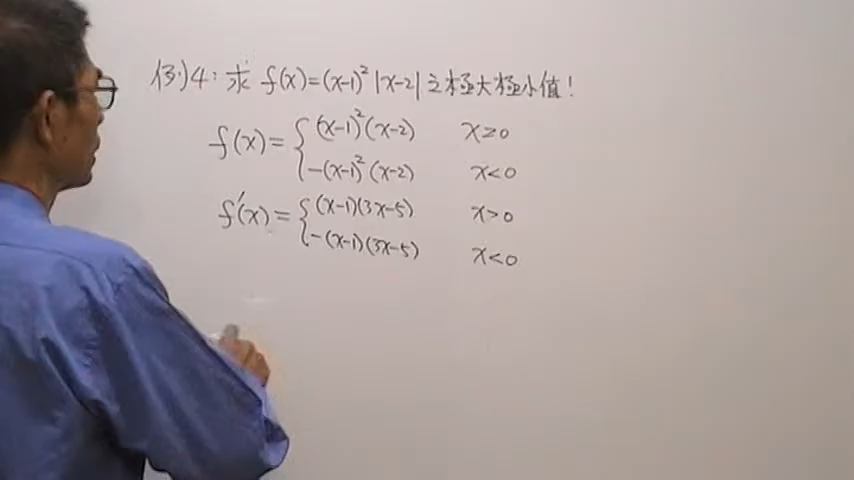 例4:求 f(x)=(x-1)²|x-2|之極大極小值!
f(x)={(x-1)²(x-2) x≥0
-(x-1)²(x-2) x<0
f'(x)={(x-1)(3x-5) x>0
-(x-1)(3x-5) x<0